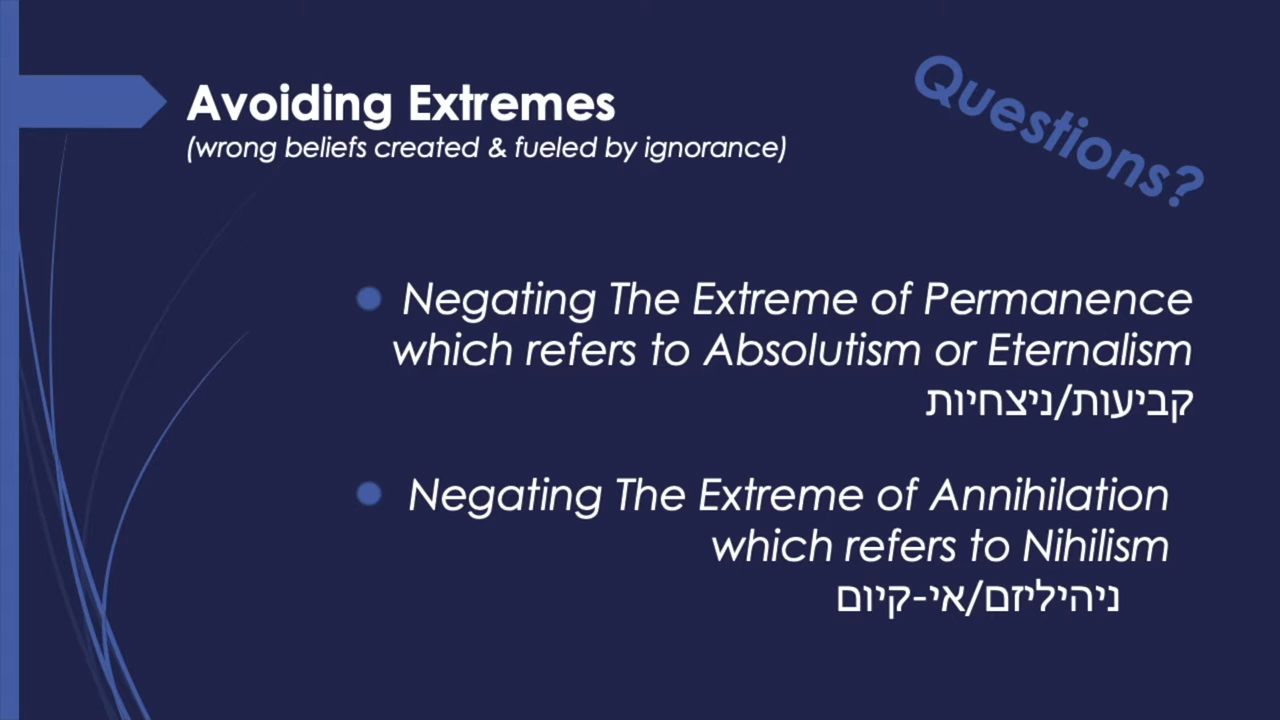 Avoiding Extremes
(wrong beliefs created & fueled by ignorance)
Questions?
Negating The Extreme of Permanence
which refers to Absolutism or Eternalism
קביעות/ניצחיות
Negating The Extreme of Annihilation
which refers to Nihilism
ניהיליזם/אי-קיום